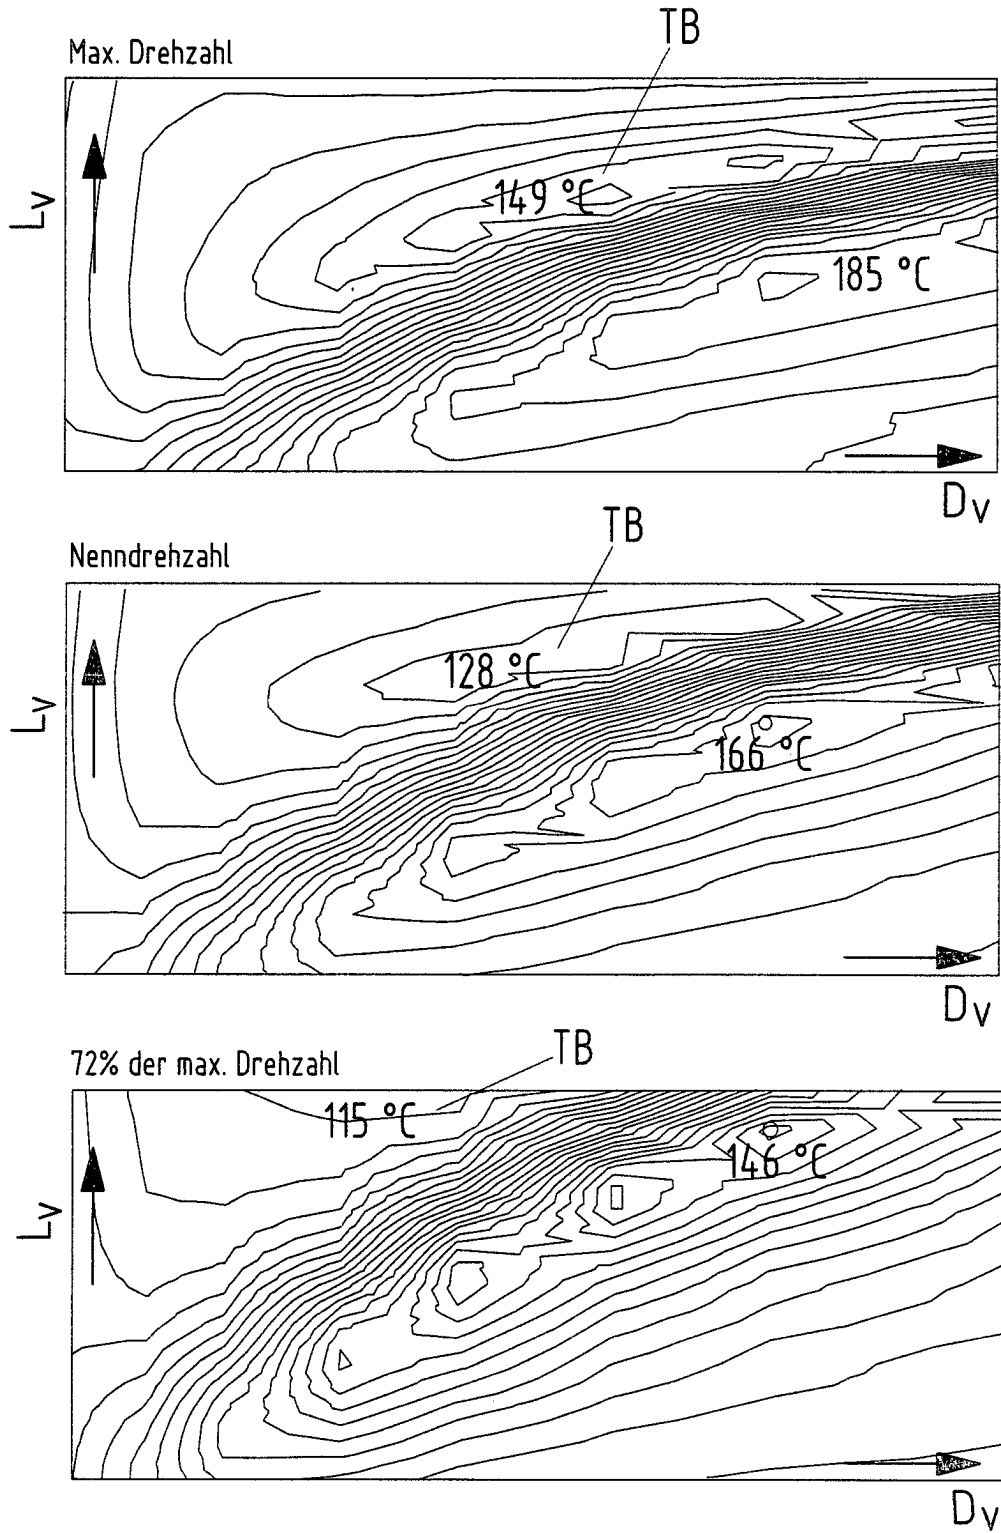 TB
Max. Drehzahl
149 °C
185 °C
LV
DV
TB
Nenndrehzahl
128 °C
166 °C
LV
DV
TB
72% der max. Drehzahl
115 °C
146 °C
LV
DV